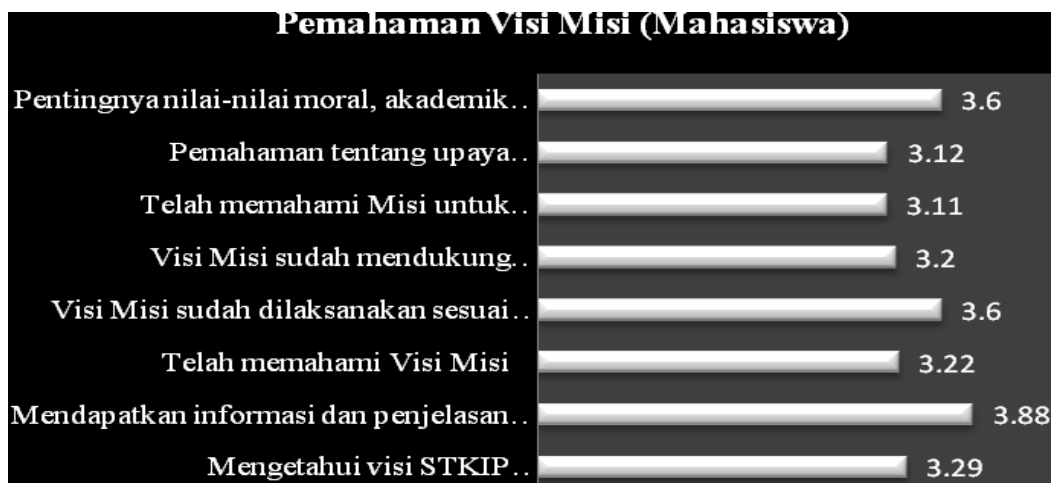 Pemahaman Visi Misi (Mahasiswa)
Pentingnya nilai-nilai moral, akademik.. 3.6
Pemahaman tentang upaya.. 3.12
Telah memahami Misi untuk.. 3.11
Visi Misi sudah mendukung.. 3.2
Visi Misi sudah dilaksanakan sesuai.. 3.6
Telah memahami Visi Misi 3.22
Mendapatkan informasi dan penjelasan.. 3.88
Mengetahui visi STKIP.. 3.29